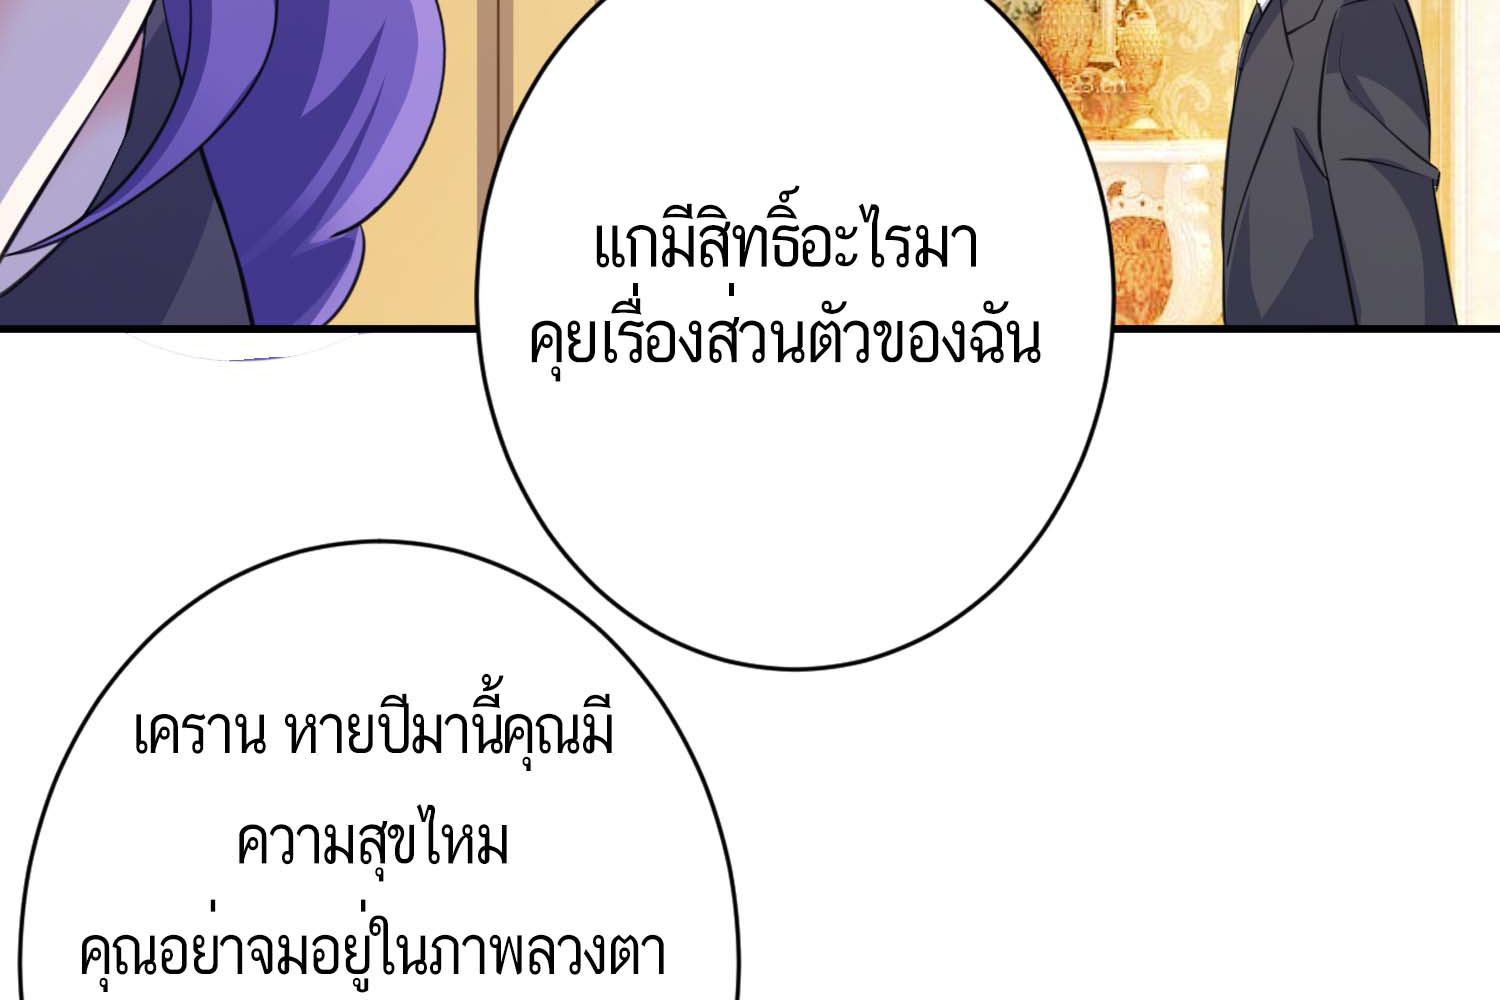 แกมีสิทธิ์อะไรมา
คุยเรื่องส่วนตัวของฉัน
เคราน หายปีมานี้คุณมี
ความสุขไหม
คุณอย่าจมอยู่ในภาพลวงตา